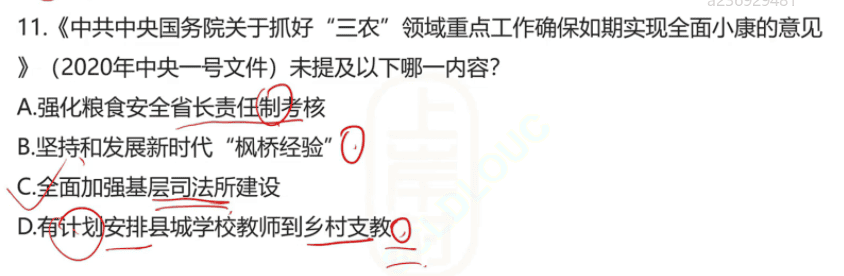 a236929481
11.《中共中央国务院关于抓好“三农”领域重点工作确保如期实现全面小康的意见
》（2020年中央一号文件）未提及以下哪一内容？
A.强化粮食安全省长责任制考核
B.坚持和发展新时代“枫桥经验”
C.全面加强基层司法所建设
D.有计划安排县城学校教师到乡村支教